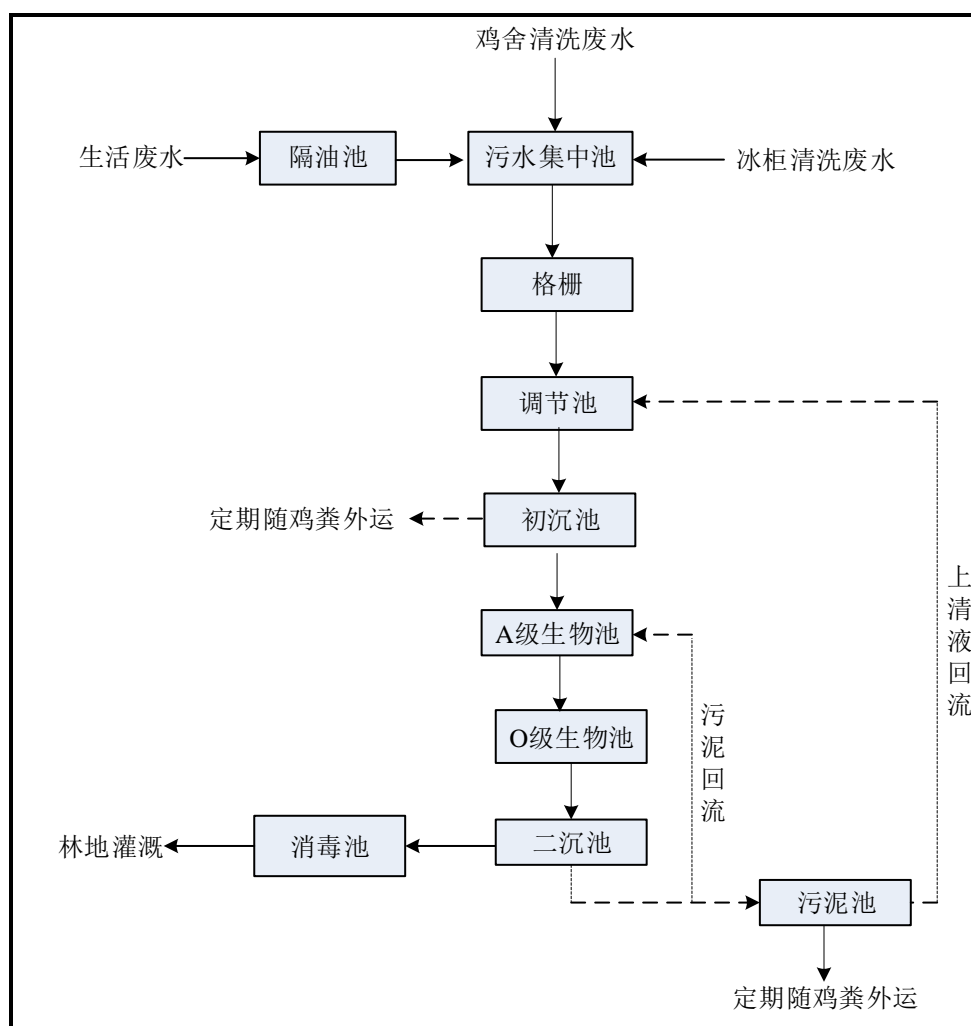 鸡舍清洗废水
生活废水
隔油池
污水集中池
冰柜清洗废水
格栅
调节池
定期随鸡粪外运
初沉池
上清液回流
A级生物池
污泥回流
O级生物池
林地灌溉
消毒池
二沉池
污泥池
定期随鸡粪外运